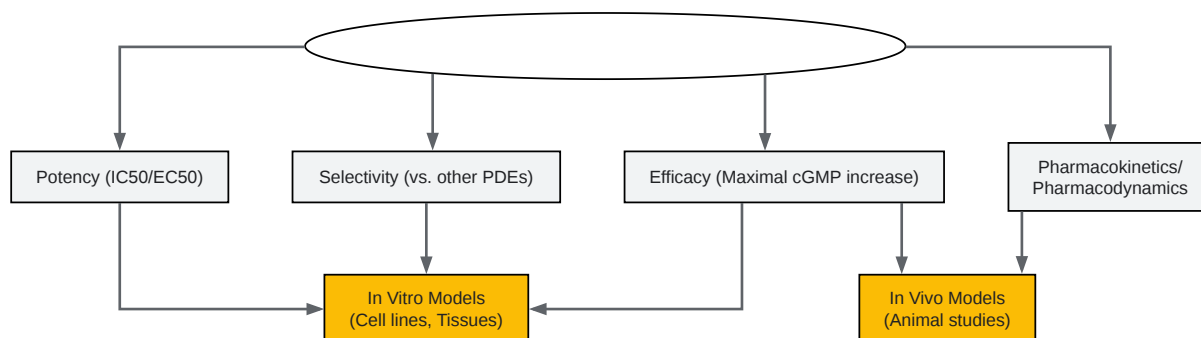 Potency (IC50/EC50)
Selectivity (vs. other PDEs)
Efficacy (Maximal cGMP increase)
Pharmacokinetics/
Pharmacodynamics
In Vitro Models
(Cell lines, Tissues)
In Vivo Models
(Animal studies)